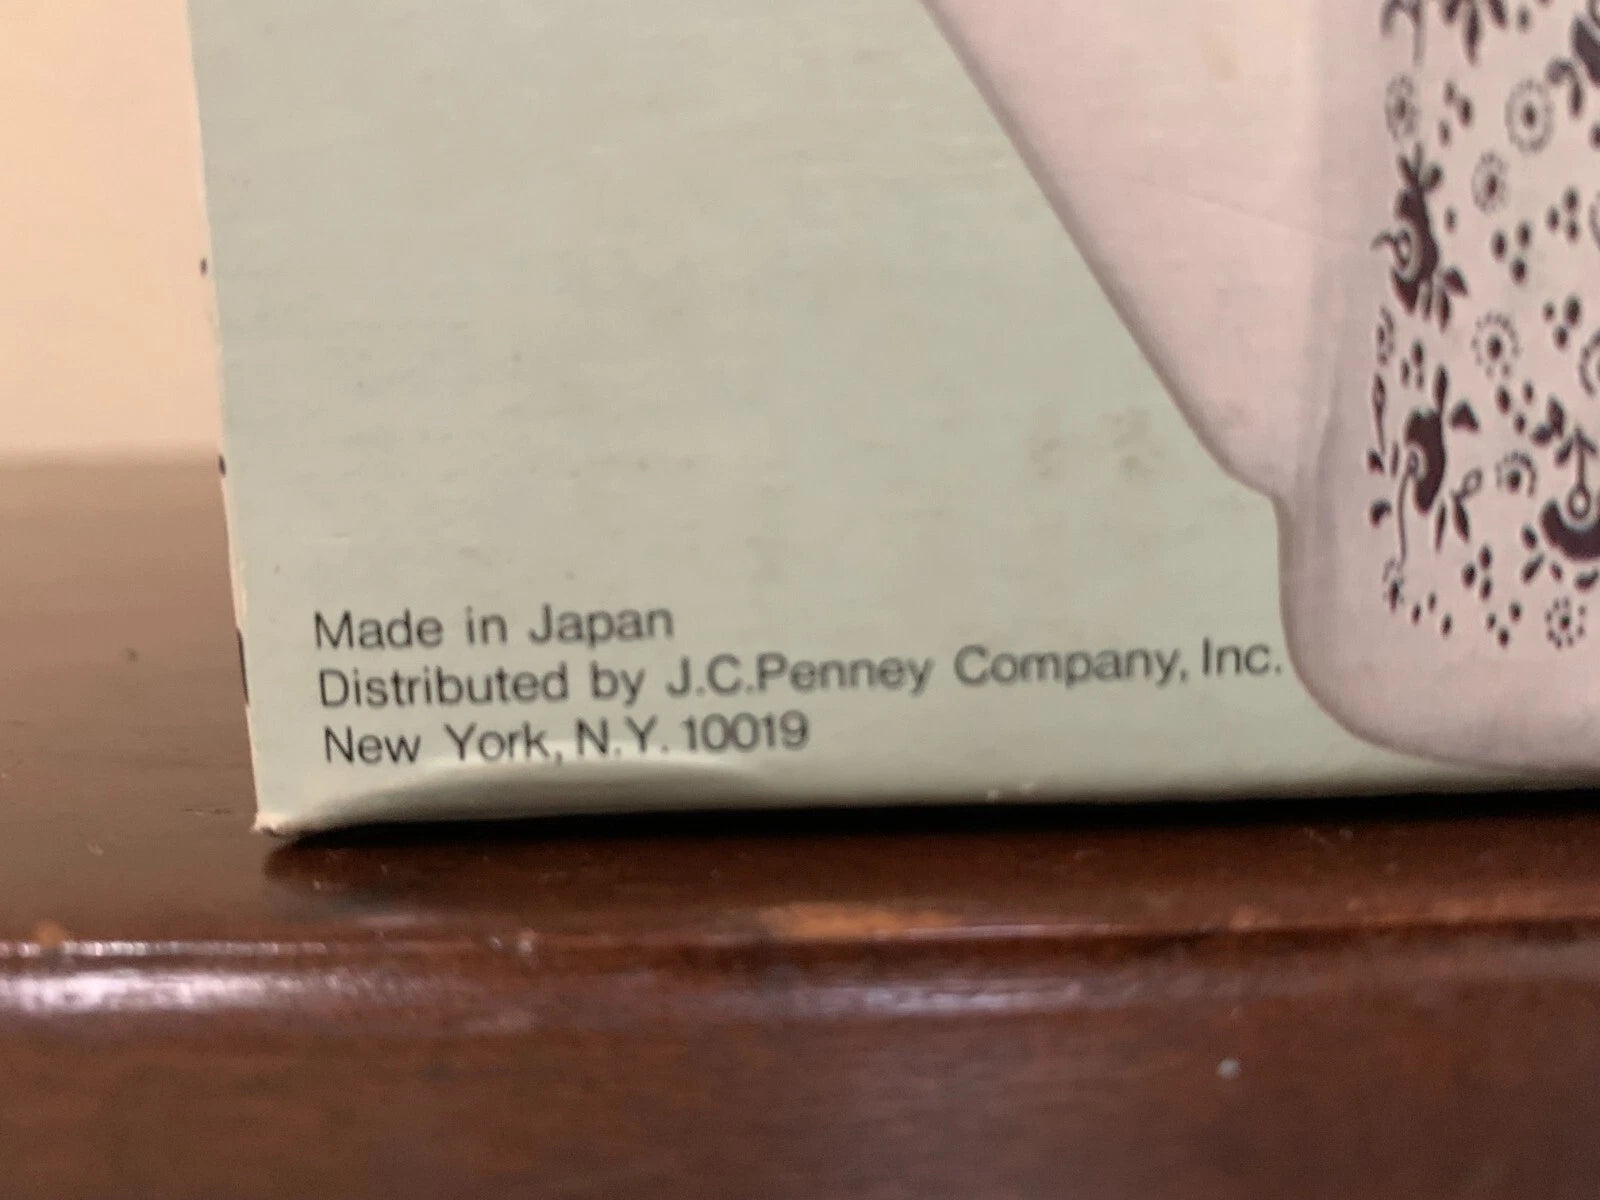 Made in Japan
Distributed by J.C.Penney Company, Inc.
New York, N.Y. 10019